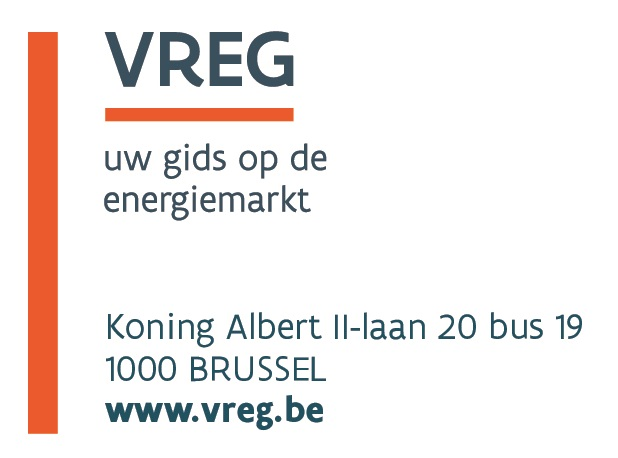 VREG
uw gids op de
energiemarkt
Koning Albert II-laan 20 bus 19
1000 BRUSSEL
www.vreg.be